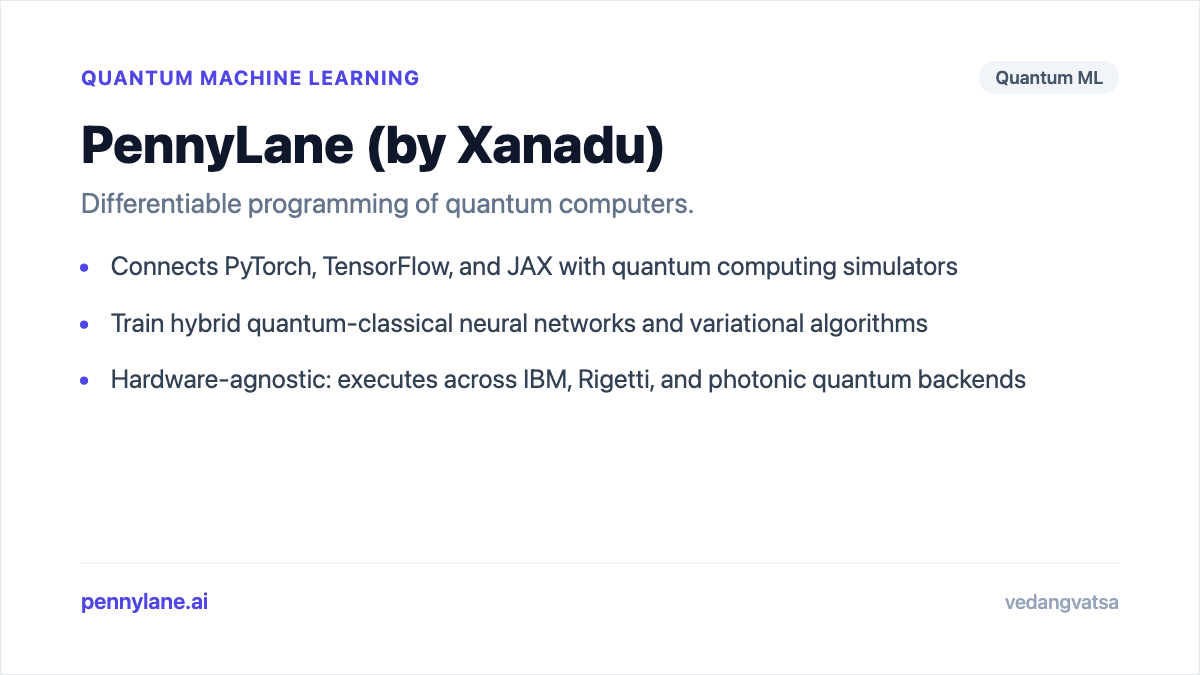 QUANTUM MACHINE LEARNING
Quantum ML
PennyLane (by Xanadu)
Differentiable programming of quantum computers.
• Connects PyTorch, TensorFlow, and JAX with quantum computing simulators
• Train hybrid quantum-classical neural networks and variational algorithms
• Hardware-agnostic: executes across IBM, Rigetti, and photonic quantum backends
pennylane.ai
vedangvatsa